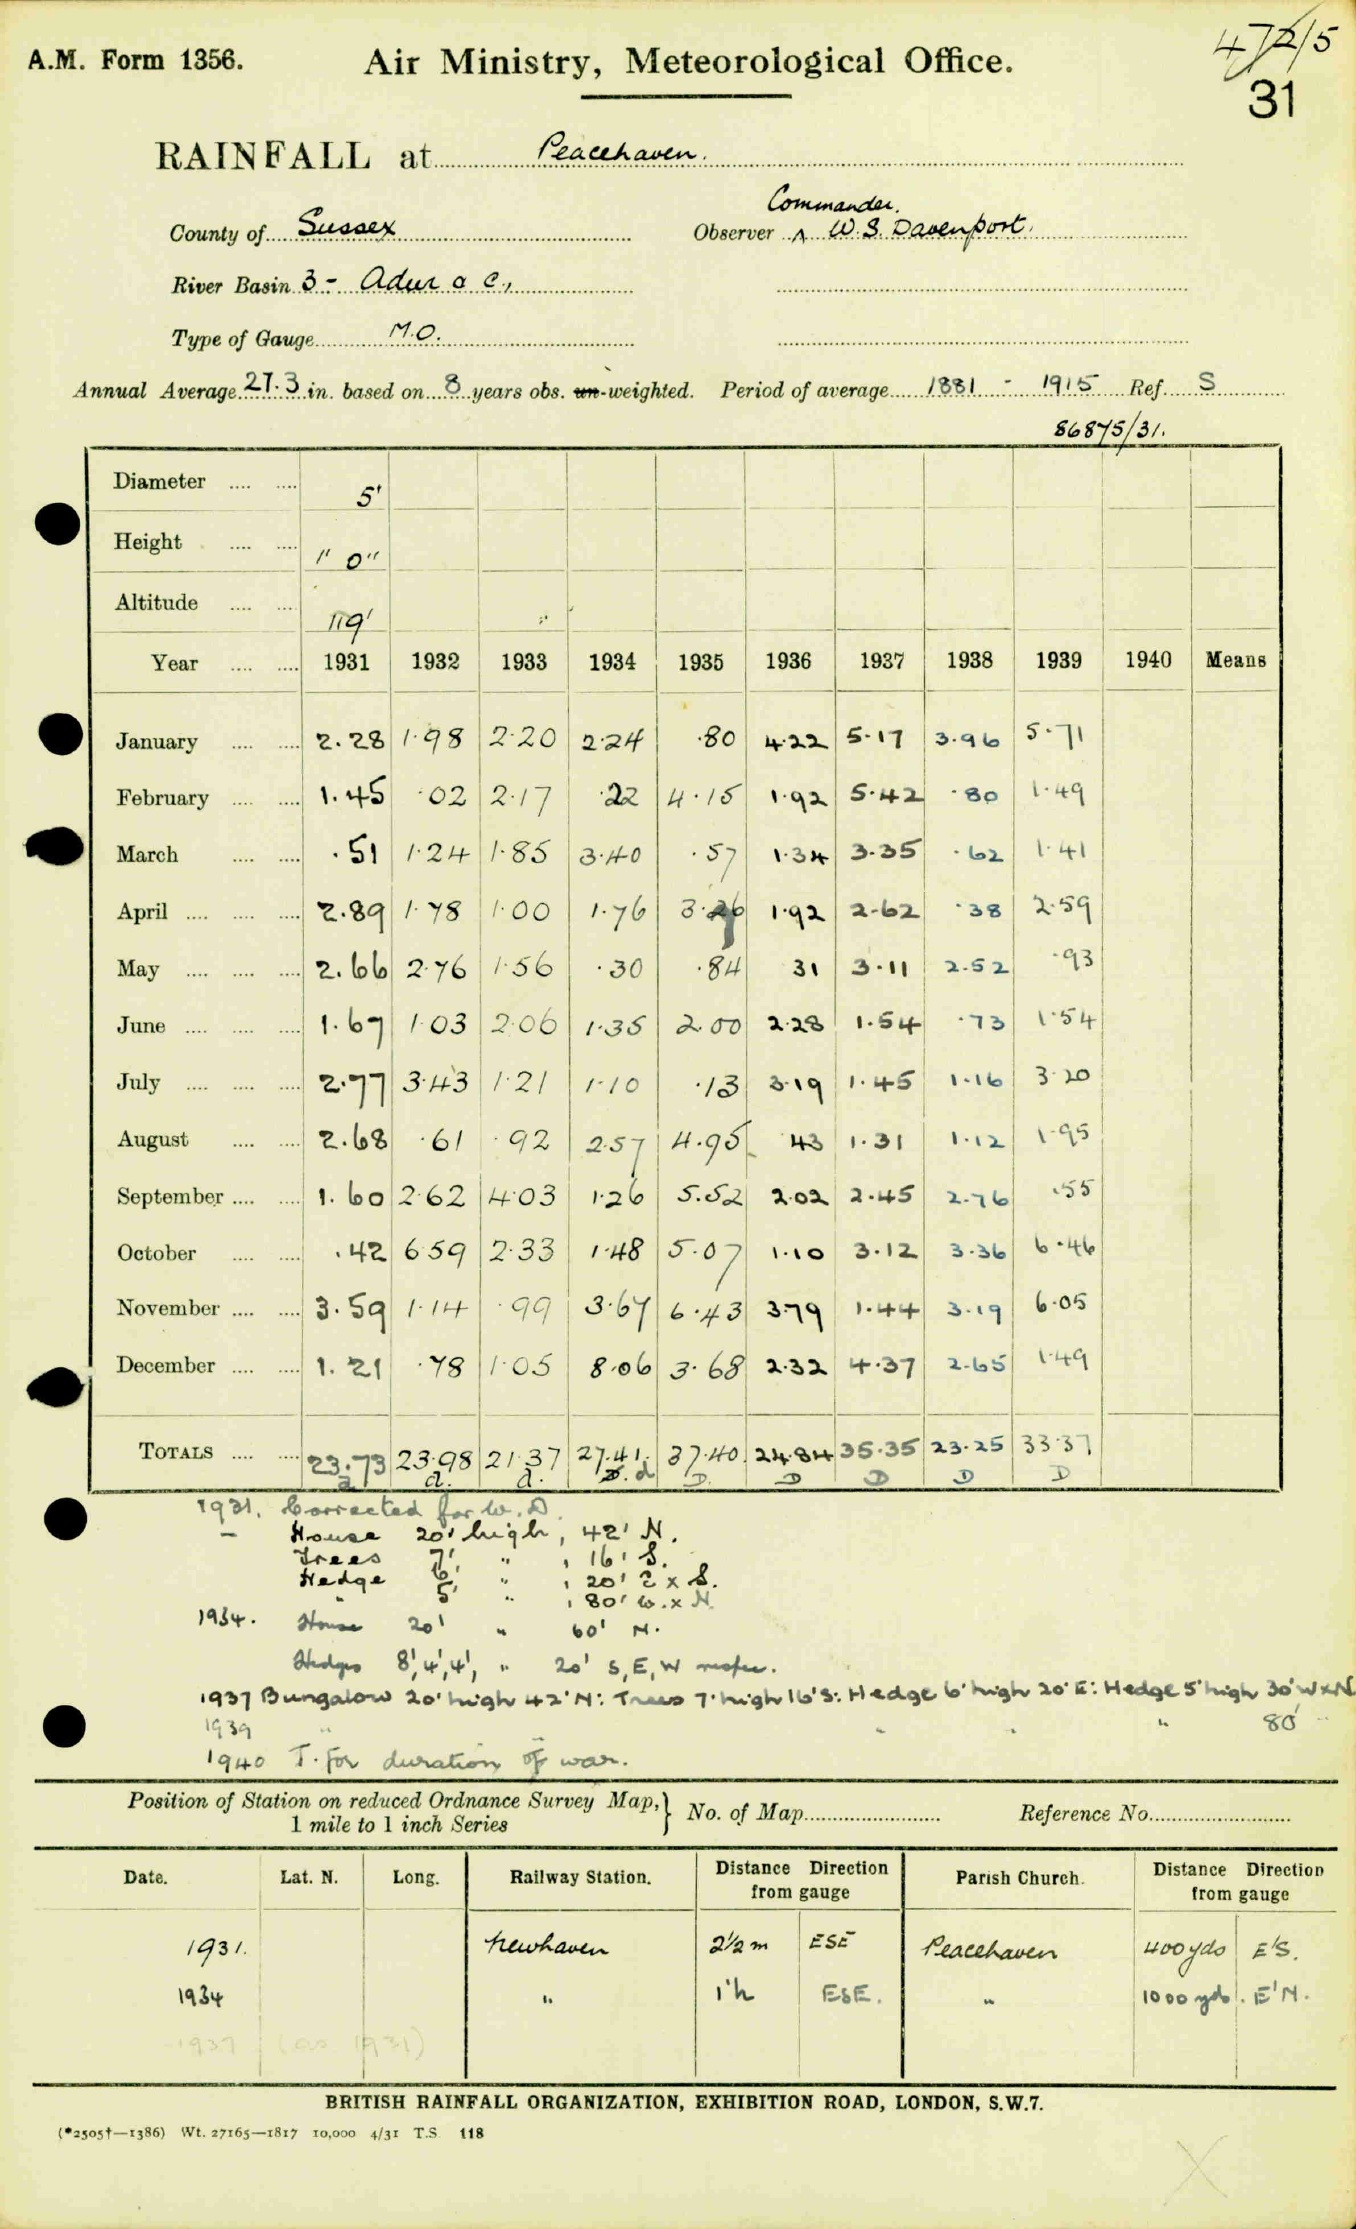 472/5
A.M. Form 1356. Air Ministry, Meteorological Office.
31
RAINFALL at Peacehaven.
Commander
County of Sussex Observer ^ W. S. Davenport.
River Basin 3 - Adur & C.,
Type of Gauge M.O.
Annual Average 27.3 in. based on 8 years obs. un-weighted. Period of average 1881 - 1915 Ref. S
86875/31.
Diameter .... .... 5"
Height .... .... 1' 0"
Altitude .... .... 119'
Year .... .... 1931 1932 1933 1934 1935 1936 1937 1938 1939 1940 Means
January .... .... 2.28 1.98 2.20 2.24 .80 4.22 5.17 3.96 5.71
February .... .... 1.45 .02 2.17 .22 4.15 1.92 5.42 .80 1.49
March .... .... .51 1.24 1.85 3.40 .57 1.34 3.35 .62 1.41
April .... .... .... 2.89 1.78 1.00 1.76 3.26 1.92 2.62 .38 2.59
May .... .... .... 2.66 2.76 1.56 .30 .84 31 3.11 2.52 .93
June .... .... .... 1.67 1.03 2.06 1.35 2.00 2.28 1.54 .73 1.54
July .... .... .... 2.77 3.43 1.21 1.10 .13 3.19 1.45 1.16 3.20
August .... .... 2.68 .61 .92 2.57 4.95 43 1.31 1.12 1.95
September .... .... 1.60 2.62 4.03 1.26 5.52 2.02 2.45 2.76 .55
October .... .... .42 6.59 2.33 1.48 5.07 1.10 3.12 3.36 6.46
November .... .... 3.59 1.14 .99 3.67 6.43 3.79 1.44 3.19 6.05
December .... .... 1.21 .78 1.05 8.06 3.68 2.32 4.37 2.65 1.49
TOTALS .... .... 23.73 23.98 21.37 27.41. 37.40. 24.84 35.35 23.25 33.37
a d. d. d D. D D D D
1931. Corrected for W.D.
House 20' high, 42' N.
Trees 7' " , 16' S.
Hedge 6' " , 20' E x S.
" 5' " , 80' W. x N.
1934. House 20' " 60' N.
Hedges 8', 4', 4', " 20' S, E, W respec.
1937 Bungalow 20' high 42' N: Trees 7' high 16' S: Hedge 6' high 20' E: Hedge 5' high 30' W x N
1939 " " " " 80' "
1940 T. for duration of war.
Position of Station on reduced Ordnance Survey Map, } No. of Map Reference No.
1 mile to 1 inch Series
Date. Lat. N. Long. Railway Station. Distance Direction from gauge Parish Church. Distance Direction from gauge
1931. Newhaven 2½ m ESE Peacehaven 400 yds E'S.
1934 " ESE. " 1000 yds. E'N.
1937 (as 1931)
BRITISH RAINFALL ORGANIZATION, EXHIBITION ROAD, LONDON, S.W.7.
(*2505†—1386) Wt. 27165—1817 10,000 4/31 T.S. 118